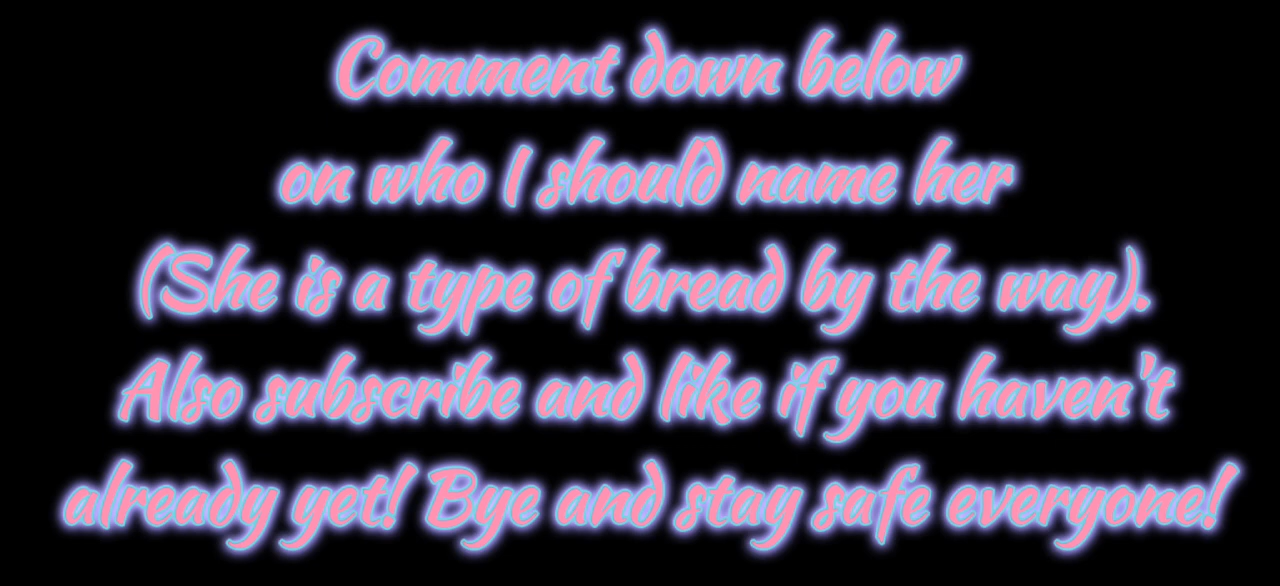 Comment down below
on who I should name her
(She is a type of bread by the way).
Also subscribe and like if you haven't
already yet! Bye and stay safe everyone!